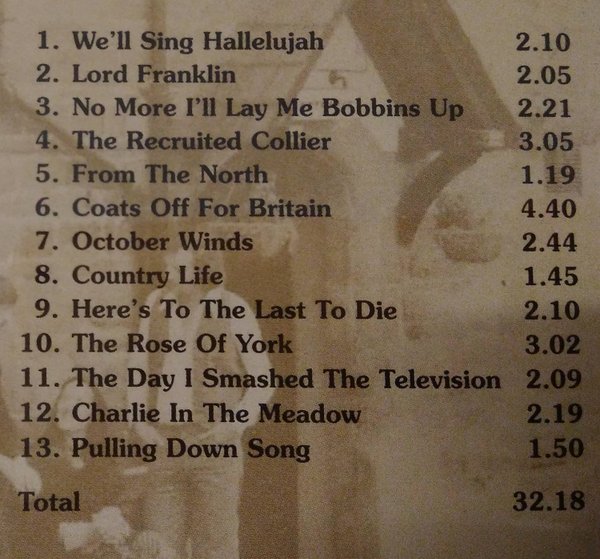 1. We'll Sing Hallelujah 2.10
2. Lord Franklin 2.05
3. No More I'll Lay Me Bobbins Up 2.21
4. The Recruited Collier 3.05
5. From The North 1.19
6. Coats Off For Britain 4.40
7. October Winds 2.44
8. Country Life 1.45
9. Here's To The Last To Die 2.10
10. The Rose Of York 3.02
11. The Day I Smashed The Television 2.09
12. Charlie In The Meadow 2.19
13. Pulling Down Song 1.50
Total 32.18